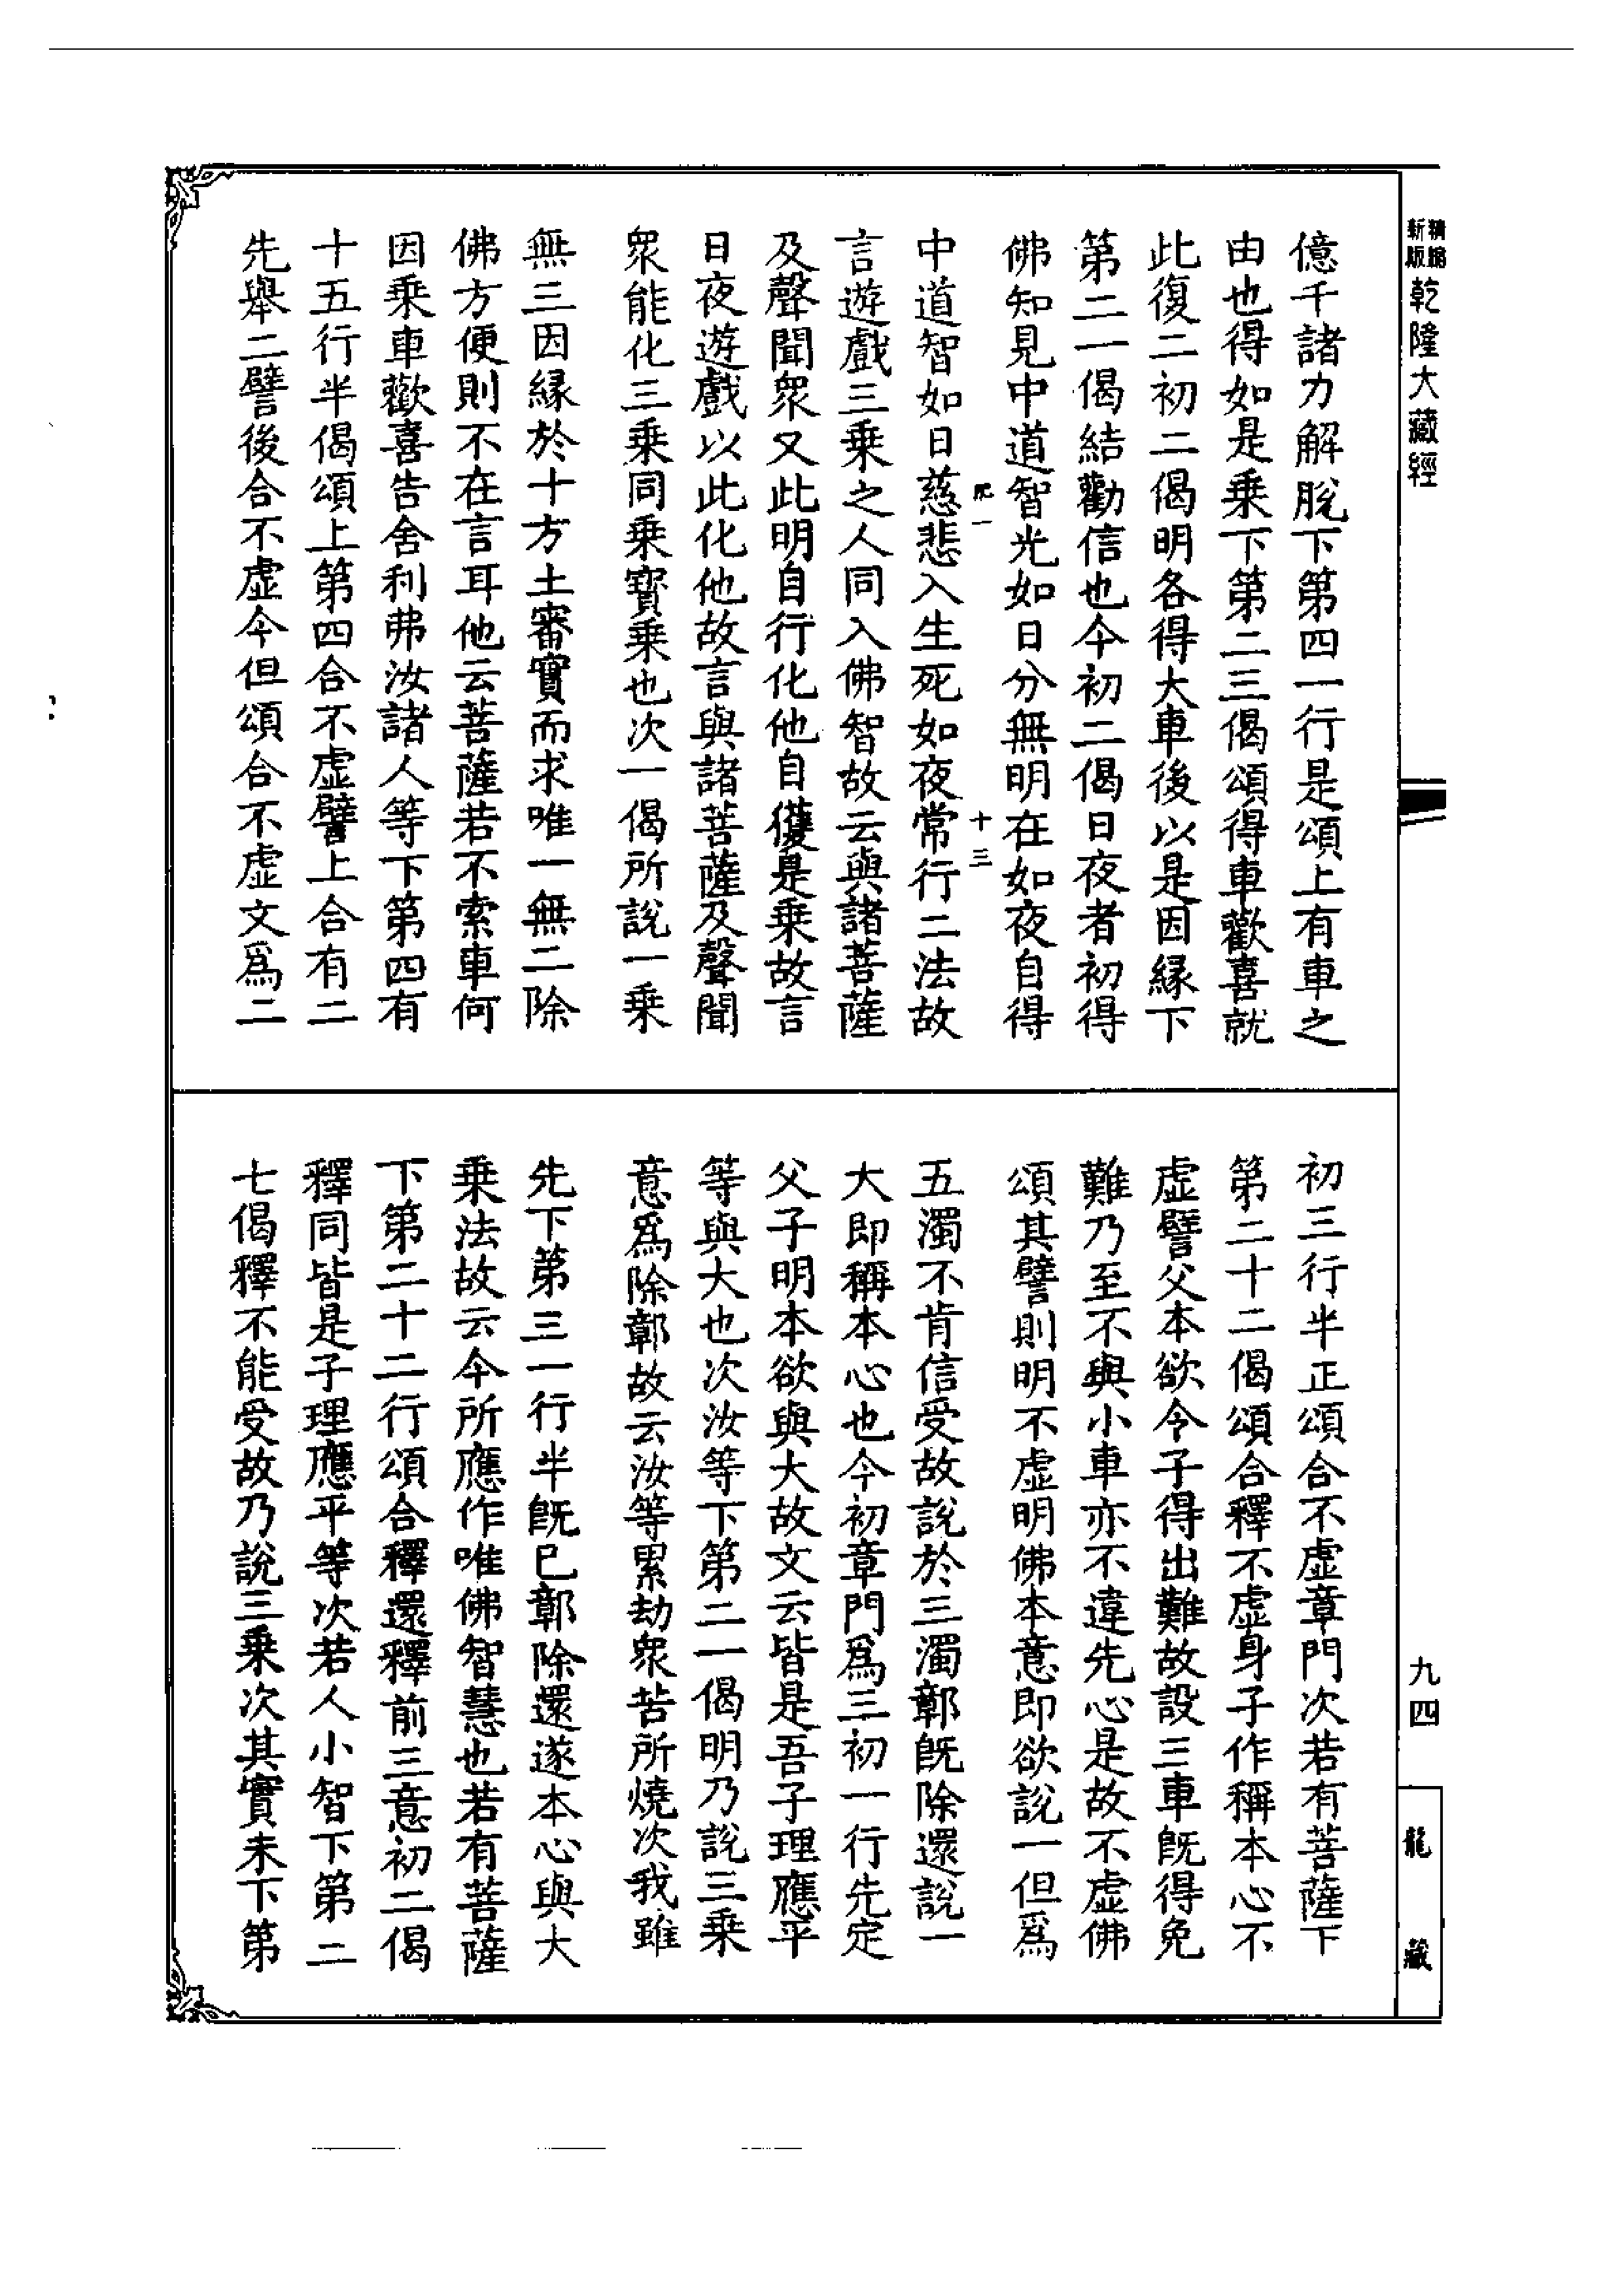 精縮
新版
乾隆大藏經
億千諸力解脫下第四一行是頌上有車之
由也得如是乘下第二三偈頌得車歡喜就
此復二初二偈明各得大車後以是因緣下
第二一偈結勸信也今初二偈日夜者初得
佛知見中道智光如日分無明在如夜自得
中道智如日慈悲入生死如夜常行二法故
言遊戲三乘之人同入佛智故云與諸菩薩
及聲聞眾又此明自行化他自獲是乘故言
日夜遊戲以此化他故言與諸菩薩及聲聞
眾能化三乘同乘寶乘也次一偈所說一乘
無三因緣於十方土審實而求唯一無二除
佛方便則不在言耳他云菩薩若不索車何
因乘車歡喜告舍利弗汝諸人等下第四有
十五行半偈頌上第四合不虛譬上合有二
先舉二譬後合不虛今但頌合不虛文為二
十三
初三行半正頌合不虛章門次若有菩薩下
第二十二偈頌合釋不虛身子作稱本心不
虛譬父本欲令子得出難故設三車既得免
難乃至不與小車亦不違先心是故不虛佛
頌其譬則明不虛明佛本意即欲說一但為
五濁不肯信受故說於三濁鄣既除還說一
大即稱本心也今初章門為三初一行先定
父子明本欲與大故文云皆是吾子理應平
等與大也次汝等下第二一偈明乃說三乘
意為除鄣故云汝等累劫眾苦所燒次我雖
先下第三一行半既已鄣除還遂本心與大
乘法故云今所應作唯佛智慧也若有菩薩
下第二十二行頌合釋還釋前三意初二偈
釋同皆是子理應平等次若人小智下第二
七偈釋不能受故乃說三乘次其實未下第
九四
龍藏